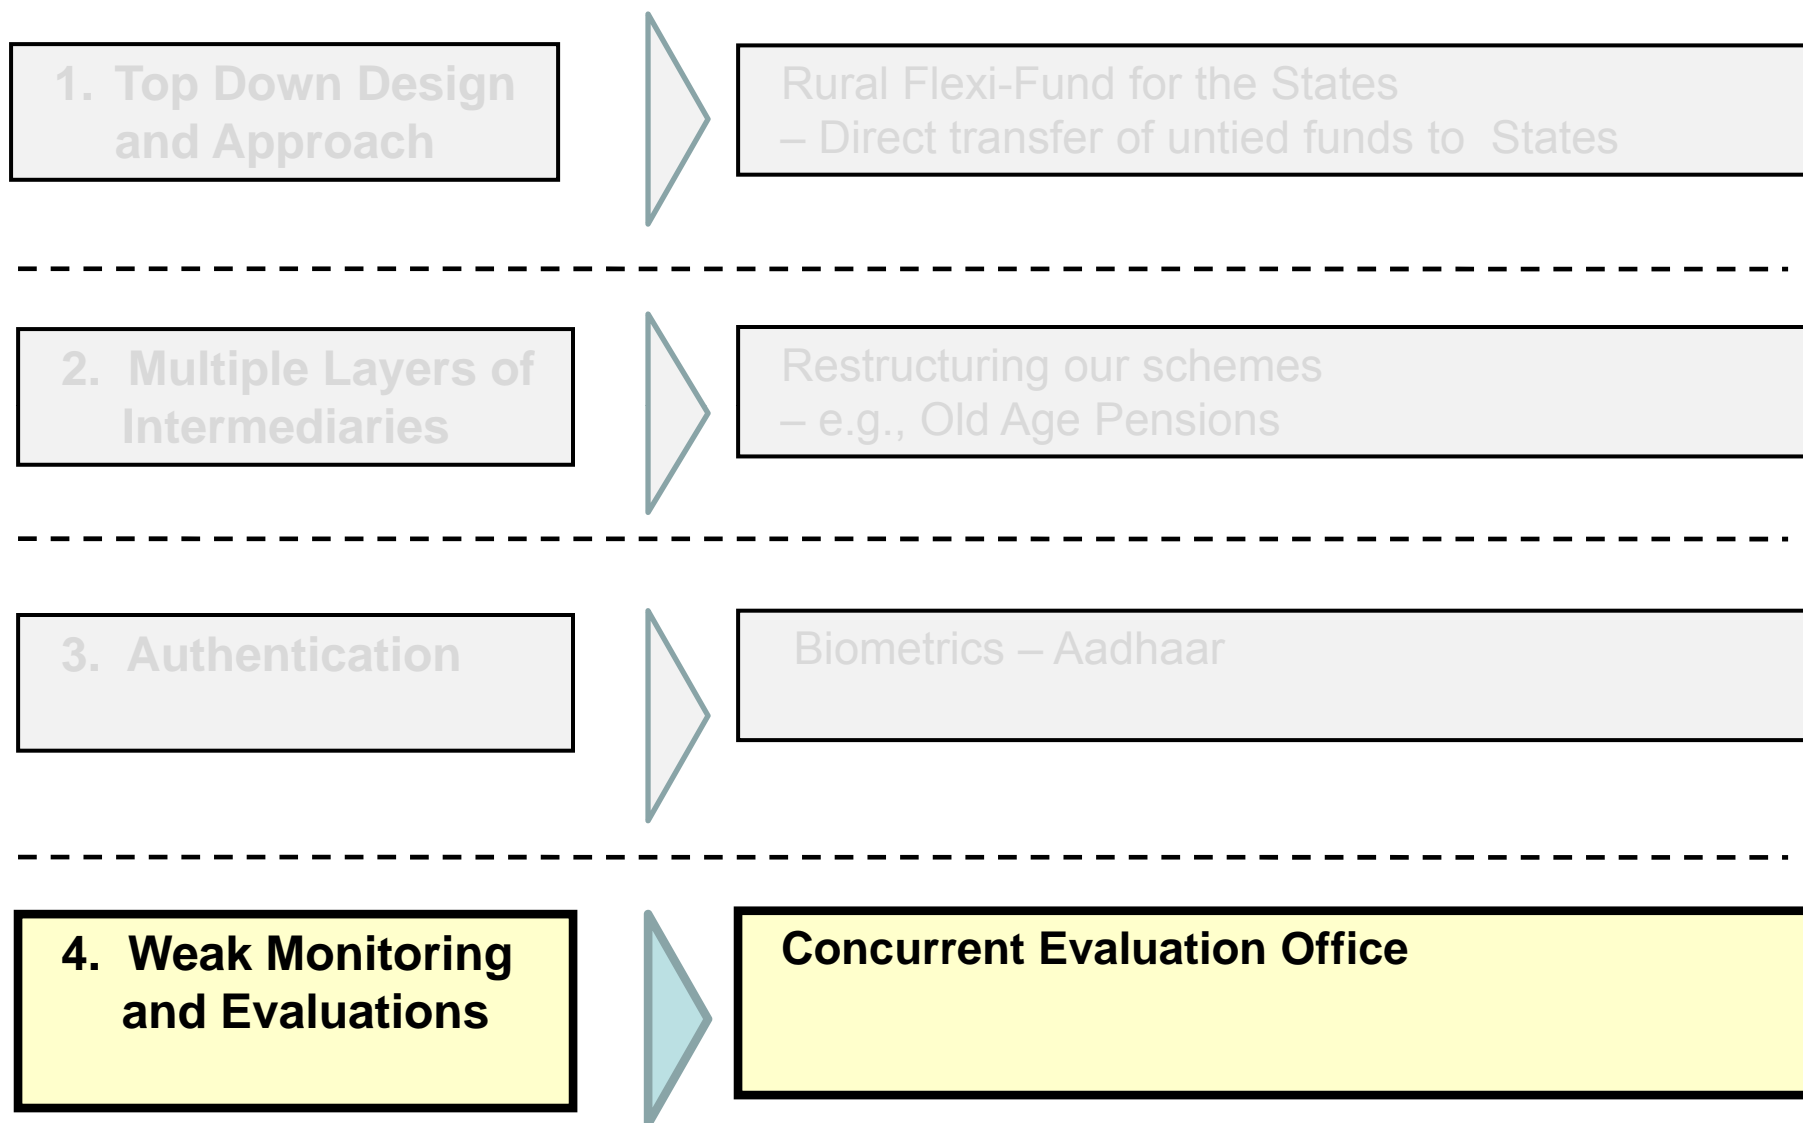 1. Top Down Design
and Approach
Rural Flexi-Fund for the States
– Direct transfer of untied funds to States
2. Multiple Layers of
Intermediaries
Restructuring our schemes
– e.g., Old Age Pensions
3. Authentication
Biometrics – Aadhaar
4. Weak Monitoring
and Evaluations
Concurrent Evaluation Office